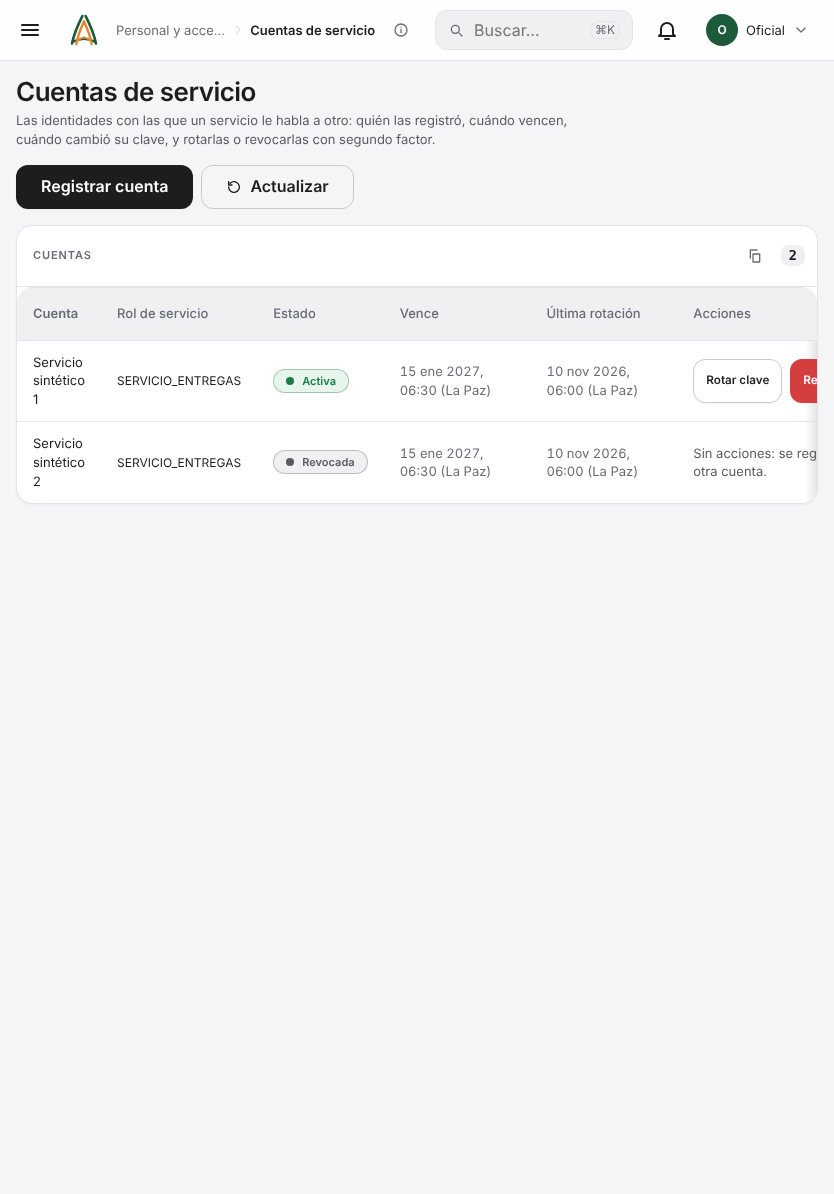 Personal y acce... > Cuentas de servicio
Buscar... ⌘K
O Oficial
Cuentas de servicio
Las identidades con las que un servicio le habla a otro: quién las registró, cuándo vencen,
cuándo cambió su clave, y rotarlas o revocarlas con segundo factor.
Registrar cuenta Actualizar
CUENTAS 2
Cuenta Rol de servicio Estado Vence Última rotación Acciones
Servicio
sintético
1
SERVICIO_ENTREGAS
Activa
15 ene 2027,
06:30 (La Paz)
10 nov 2026,
06:00 (La Paz)
Rotar clave Re
Servicio
sintético
2
SERVICIO_ENTREGAS
Revocada
15 ene 2027,
06:30 (La Paz)
10 nov 2026,
06:00 (La Paz)
Sin acciones: se reg
otra cuenta.